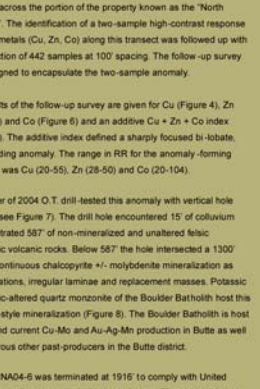 across the portion of the property known as the "North
. The identification of a two-sample high-contrast response
metals (Cu, Zn, Co) along this transect was followed up with
ction of 442 samples at 100' spacing. The follow-up survey
gned to encapsulate the two-sample anomaly.
ts of the follow-up survey are given for Cu (Figure 4), Zn
) and Co (Figure 6) and an additive Cu + Zn + Co index
). The additive index defined a sharply focused bi-lobate,
ding anomaly. The range in RR for the anomaly-forming
was Cu (20-55), Zn (28-50) and Co (20-104).
er of 2004 O.T. drill-tested this anomaly with vertical hole
see Figure 7). The drill hole encountered 15' of colluvium
trated 587' of non-mineralized and unaltered felsic
c volcanic rocks. Below 587' the hole intersected a 1300'
ontinuous chalcopyrite +/- molybdenite mineralization as
ations, irregular laminae and replacement masses. Potassic
c-altered quartz monzonite of the Boulder Batholith host this
-style mineralization (Figure 8). The Boulder Batholith is host
nd current Cu-Mo and Au-Ag-Mn production in Butte as well
rous other past-producers in the Butte district.
NA04-6 was terminated at 1916' to comply with United